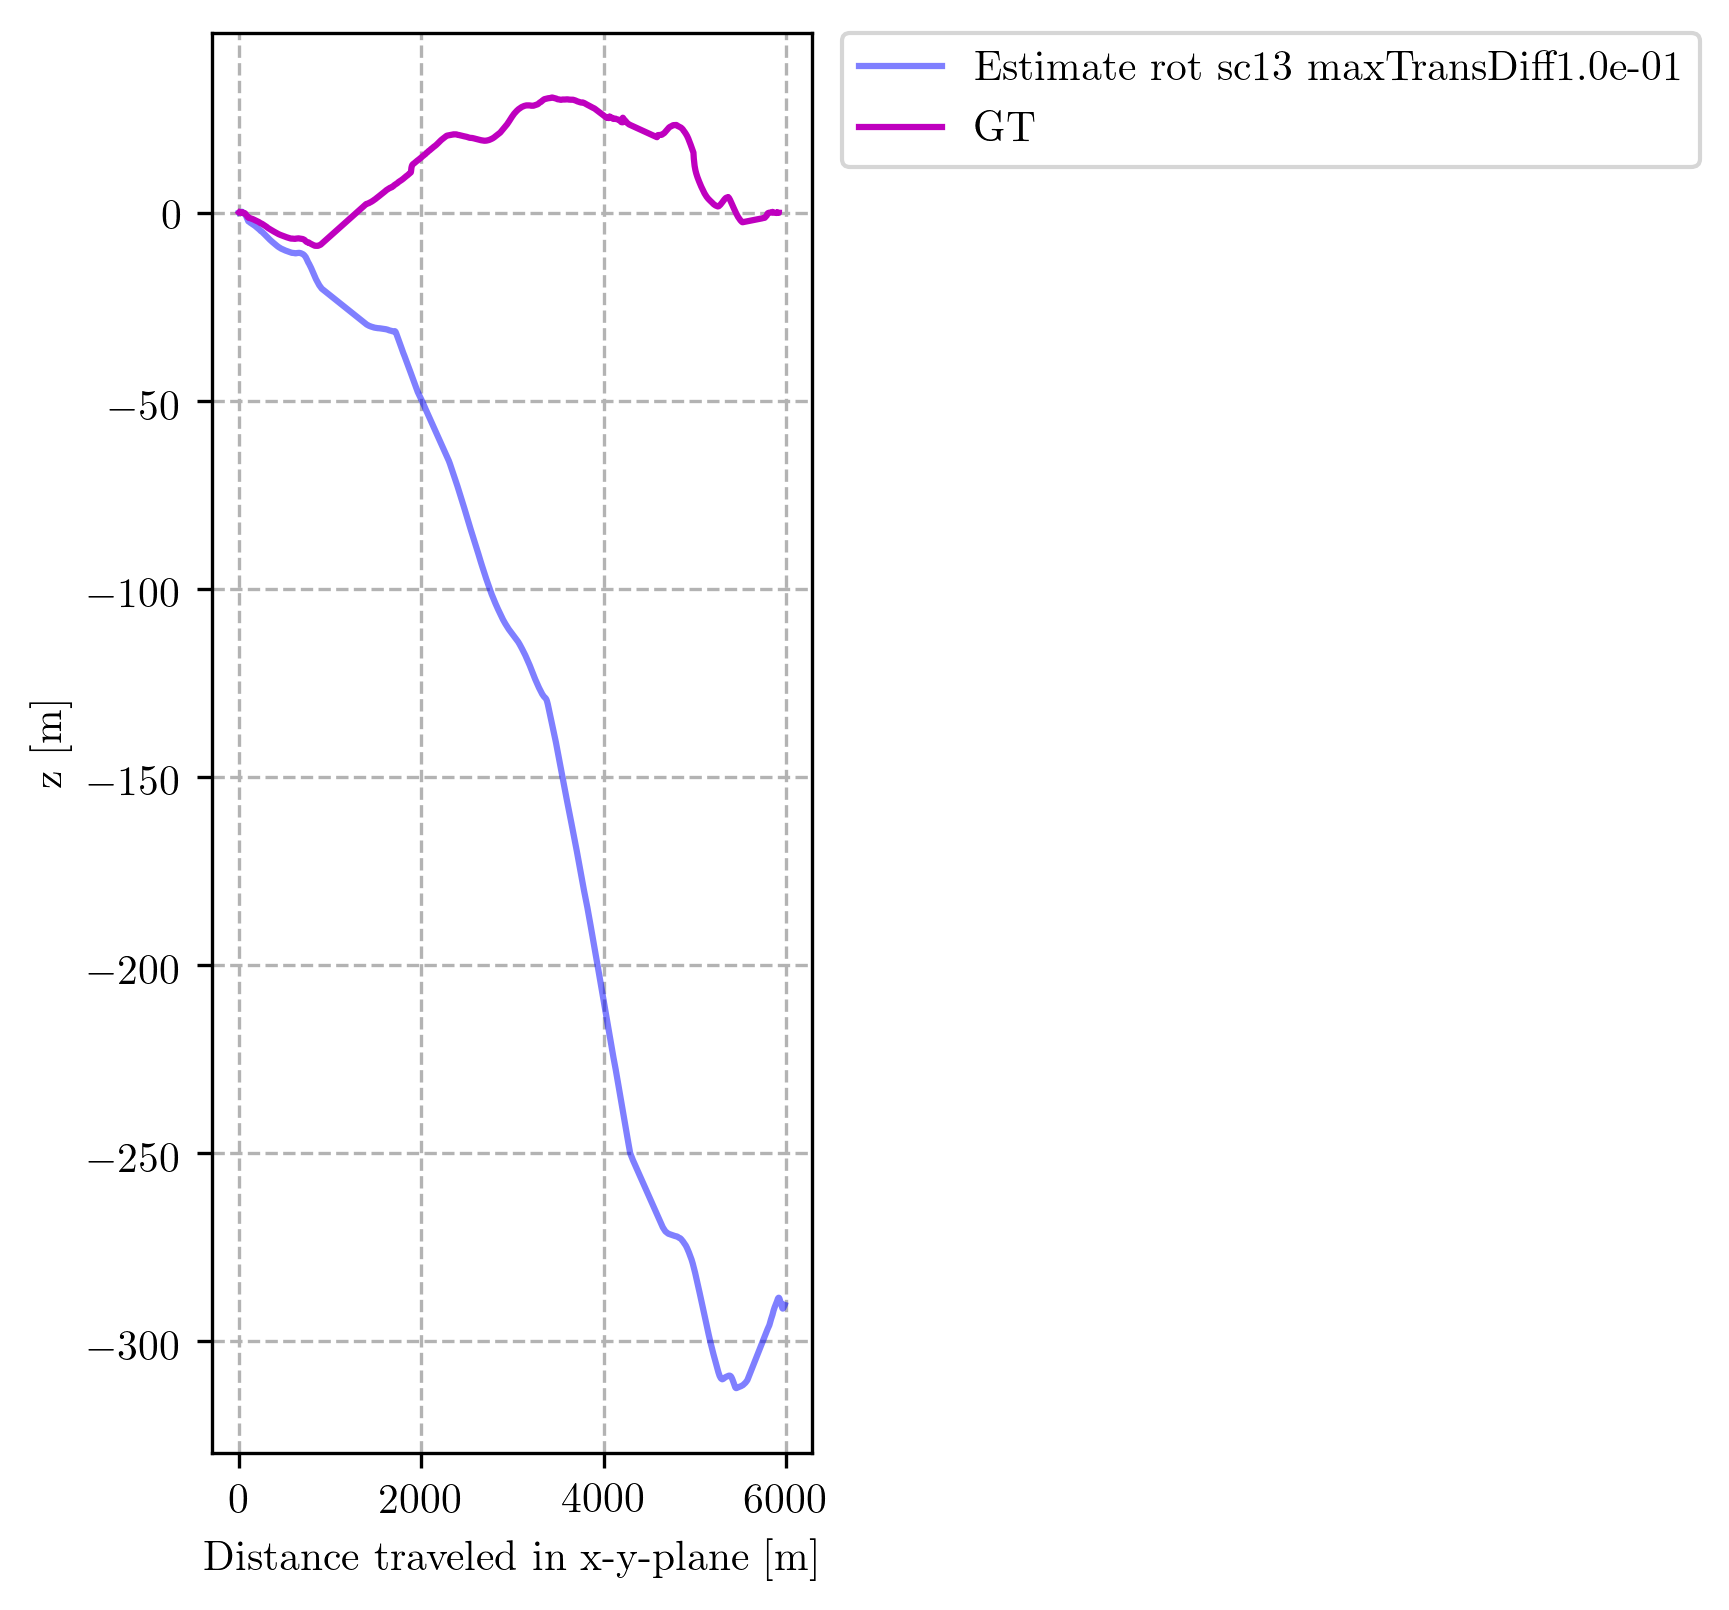 Estimate rot sc13 maxTransDiff1.0e-01
GT
0
−50
−100
−150
−200
−250
−300
z [m]
0 2000 4000 6000
Distance traveled in x-y-plane [m]